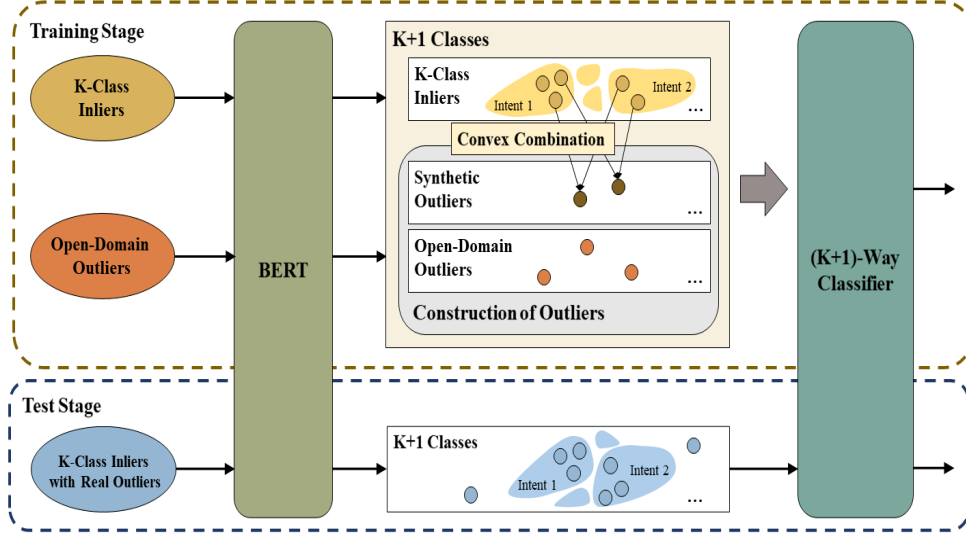 Training Stage
K-Class
Inliers
Open-Domain
Outliers
BERT
K+1 Classes
K-Class
Inliers
Intent 1
Intent 2
...
Convex Combination
Synthetic
Outliers
...
Open-Domain
Outliers
...
Construction of Outliers
(K+1)-Way
Classifier
Test Stage
K-Class Inliers
with Real Outliers
K+1 Classes
Intent 1
Intent 2
...